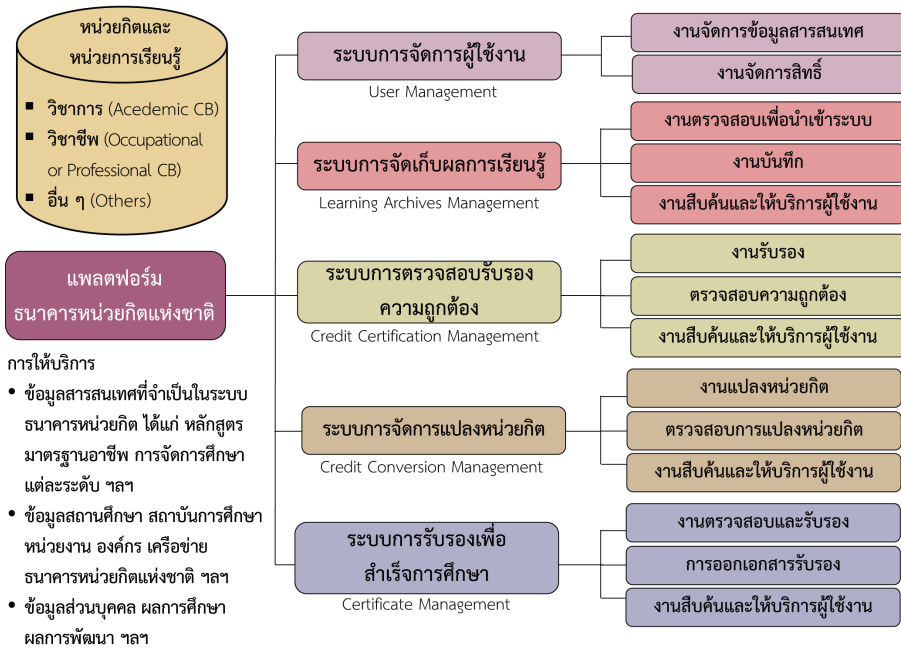 หน่วยกิตและ
หน่วยการเรียนรู้
▪ วิชาการ (Acedemic CB)
▪ วิชาชีพ (Occupational
or Professional CB)
▪ อื่น ๆ (Others)
แพลตฟอร์ม
ธนาคารหน่วยกิตแห่งชาติ
การให้บริการ
• ข้อมูลสารสนเทศที่จำเป็นในระบบ
ธนาคารหน่วยกิต ได้แก่ หลักสูตร
มาตรฐานอาชีพ การจัดการศึกษา
แต่ละระดับ ฯลฯ
• ข้อมูลสถานศึกษา สถาบันการศึกษา
หน่วยงาน องค์กร เครือข่าย
ธนาคารหน่วยกิตแห่งชาติ ฯลฯ
• ข้อมูลส่วนบุคคล ผลการศึกษา
ผลการพัฒนา ฯลฯ
ระบบการจัดการผู้ใช้งาน
User Management
งานจัดการข้อมูลสารสนเทศ
งานจัดการสิทธิ์
ระบบการจัดเก็บผลการเรียนรู้
Learning Archives Management
งานตรวจสอบเพื่อนำเข้าระบบ
งานบันทึก
งานสืบค้นและให้บริการผู้ใช้งาน
ระบบการตรวจสอบรับรอง
ความถูกต้อง
Credit Certification Management
งานรับรอง
ตรวจสอบความถูกต้อง
งานสืบค้นและให้บริการผู้ใช้งาน
ระบบการจัดการแปลงหน่วยกิต
Credit Conversion Management
งานแปลงหน่วยกิต
ตรวจสอบการแปลงหน่วยกิต
งานสืบค้นและให้บริการผู้ใช้งาน
ระบบการรับรองเพื่อ
สำเร็จการศึกษา
Certificate Management
งานตรวจสอบและรับรอง
การออกเอกสารรับรอง
งานสืบค้นและให้บริการผู้ใช้งาน